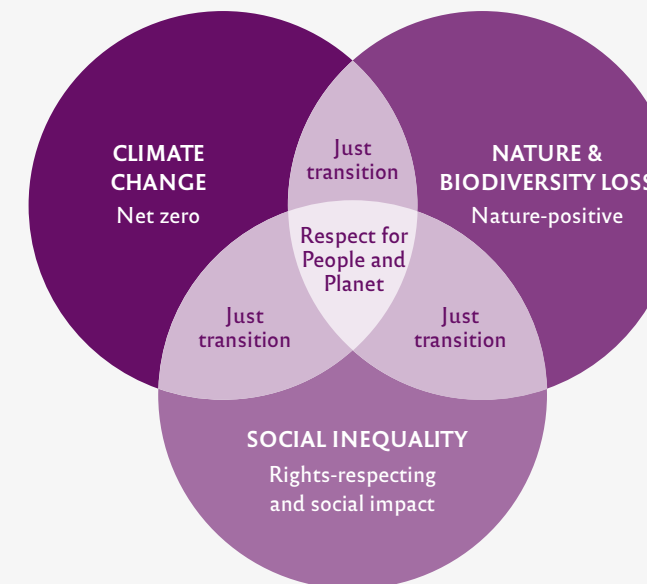 CLIMATE
CHANGE
Net zero
Just
transition
NATURE &
BIODIVERSITY LOSS
Nature-positive
Respect for
People and
Planet
Just
transition
Just
transition
SOCIAL INEQUALITY
Rights-respecting
and social impact